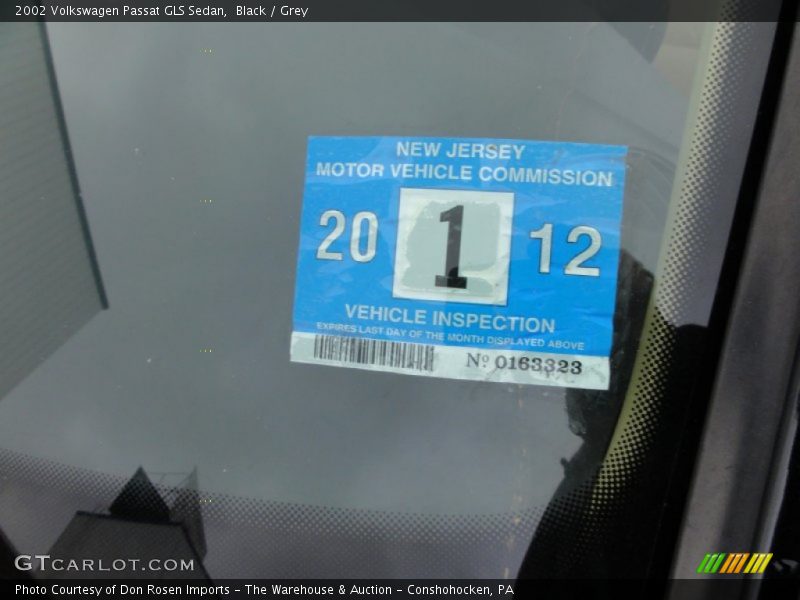 2002 Volkswagen Passat GLS Sedan, Black / Grey
NEW JERSEY
MOTOR VEHICLE COMMISSION
20 1 12
VEHICLE INSPECTION
EXPIRES LAST DAY OF THE MONTH DISPLAYED ABOVE
Nº 0163323
GTCARLOT.COM
Photo Courtesy of Don Rosen Imports - The Warehouse & Auction - Conshohocken, PA